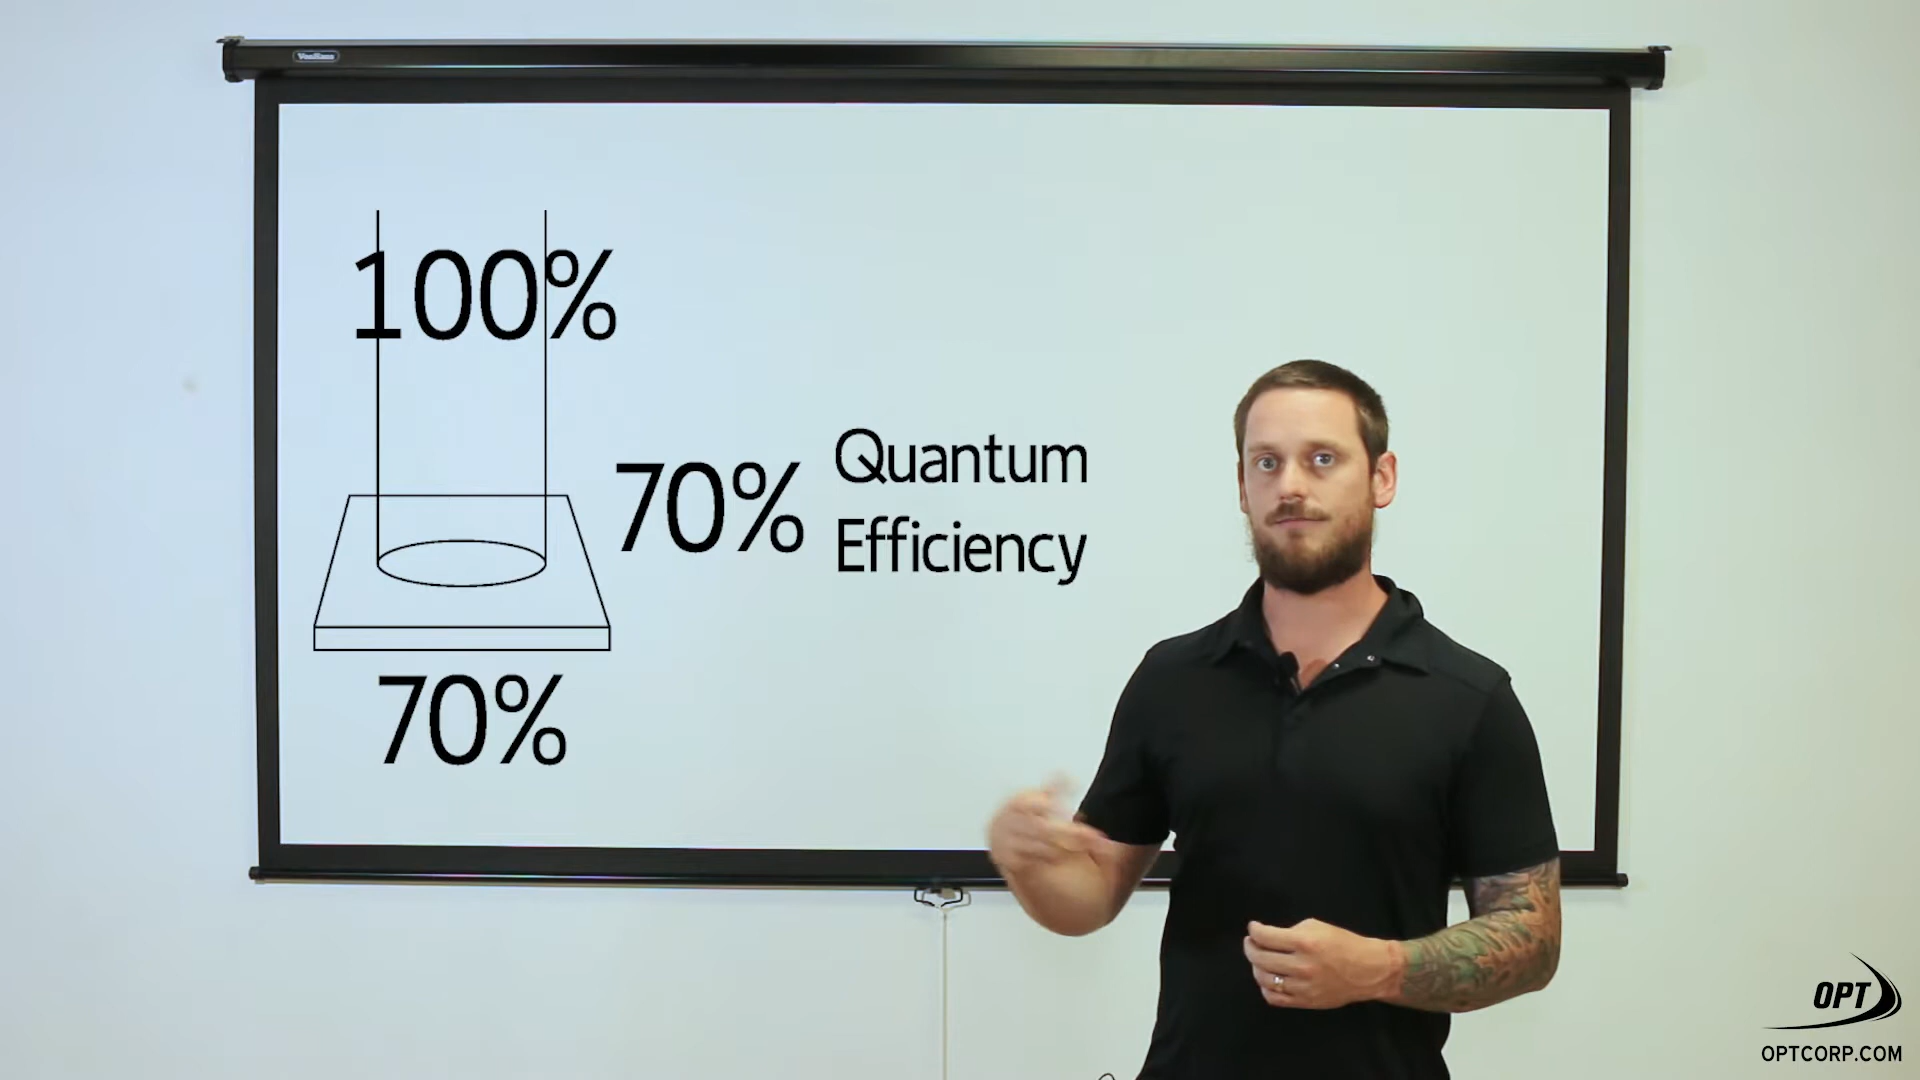 100%
70%
Quantum
Efficiency
70%
OPT
OPTCORP.COM